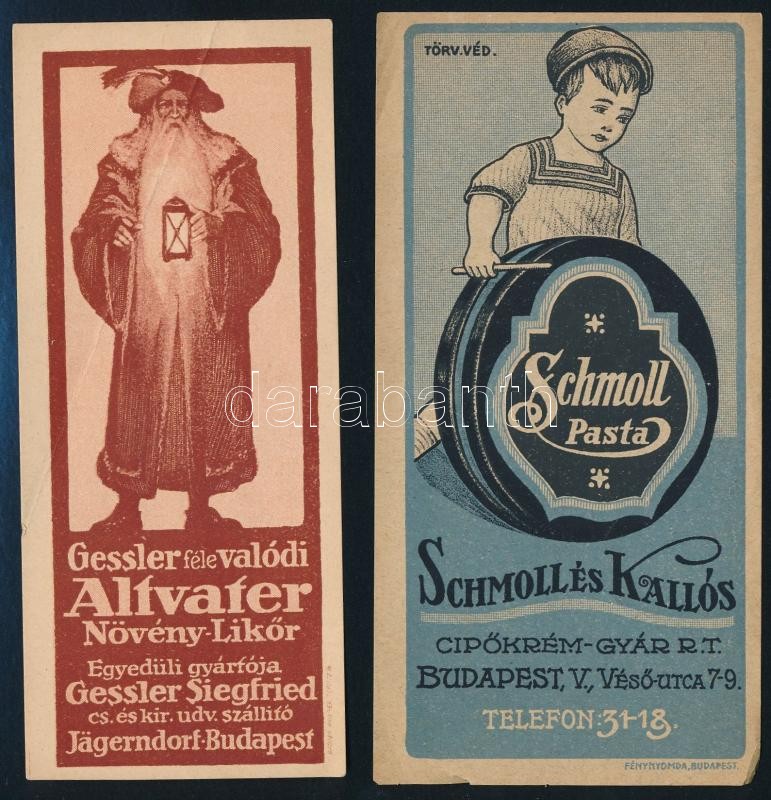 Gessler féle valódi
Altvater
Növény-Likőr
Egyedüli gyártója
Gessler Siegfried
cs. és kir. udv. szállító
Jägerndorf-Budapest
TÖRV. VÉD.
Schmoll
Pasta
SCHMOLL ÉS KALLÓS
CIPŐKRÉM-GYÁR R.T.
BUDAPEST, V., VÉSŐ-UTCA 7-9.
TELEFON: 31-18.
FÉNYNYOMDA, BUDAPEST.
darabanth